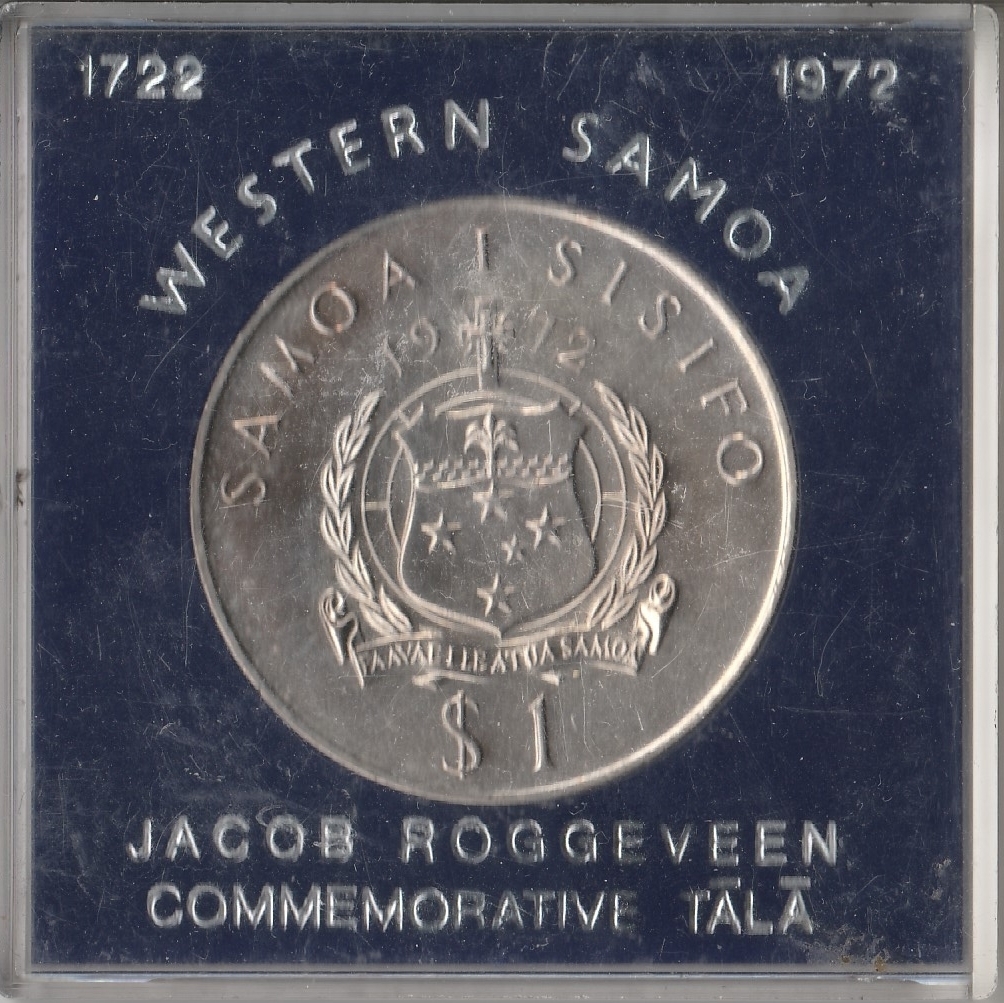 1722 1972
WESTERN SAMOA
SAMOA I SISIFO
1972
FAAVAE I LE ATUA SAMOA
$1
JACOB ROGGEVEEN
COMMEMORATIVE TĀLĀ